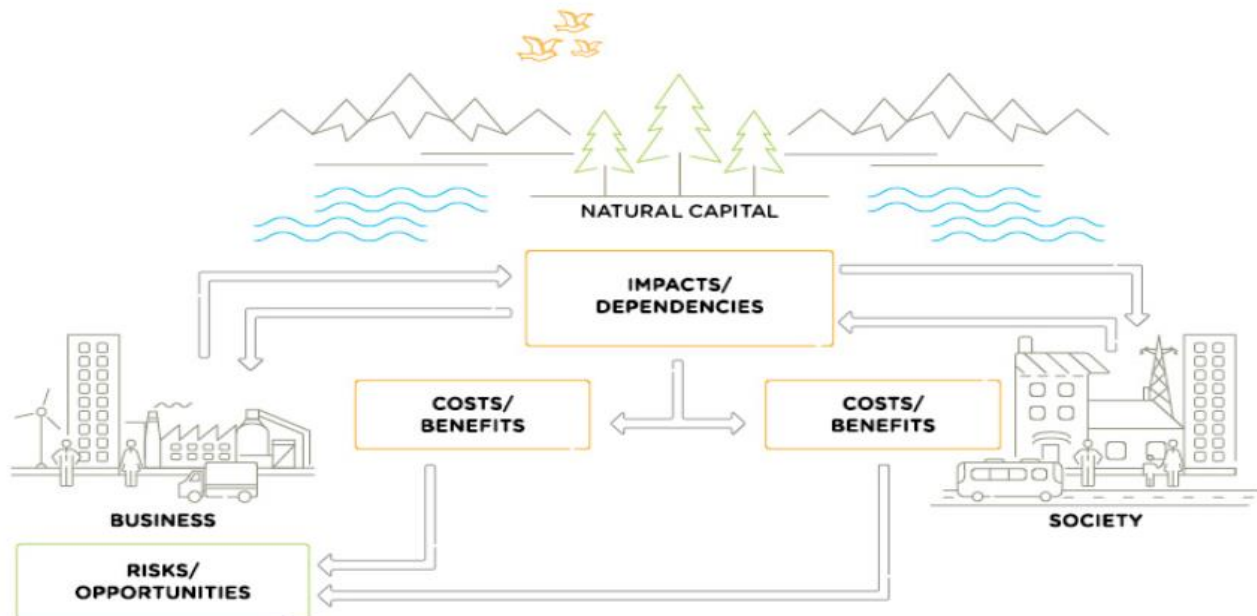 NATURAL CAPITAL
IMPACTS/
DEPENDENCIES
COSTS/
BENEFITS
COSTS/
BENEFITS
BUSINESS
SOCIETY
RISKS/
OPPORTUNITIES